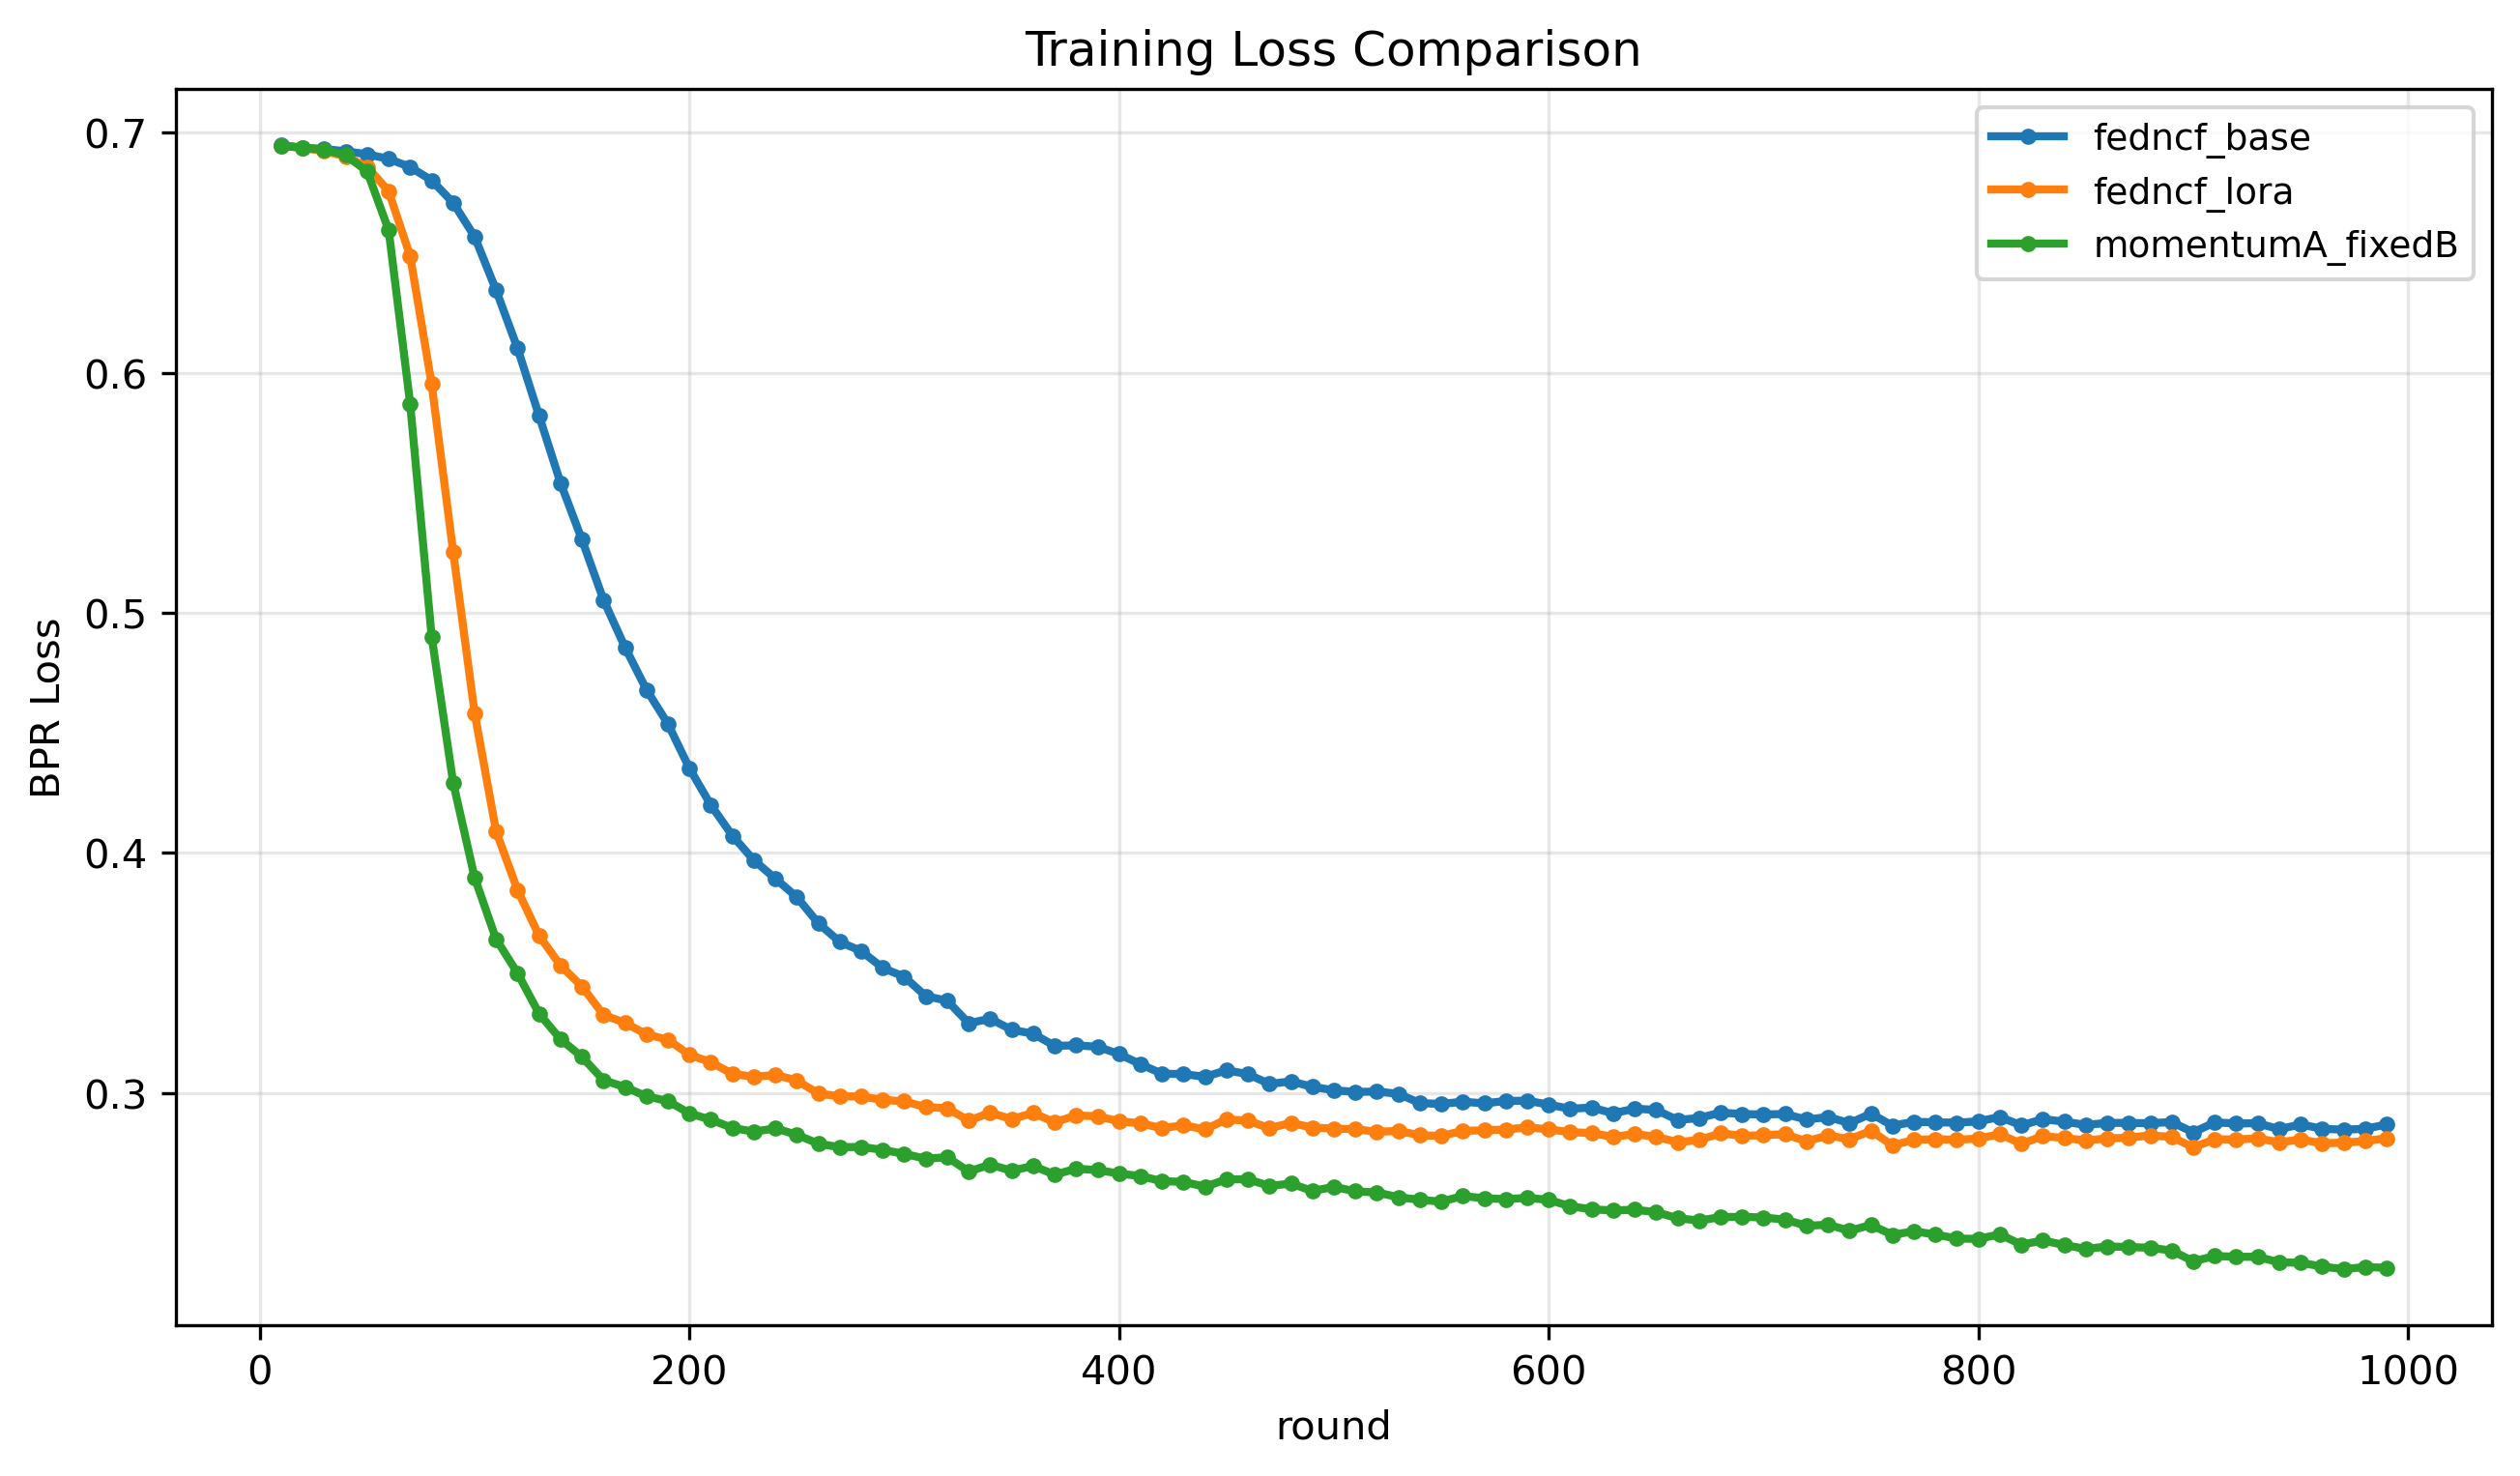 Training Loss Comparison
fedncf_base
fedncf_lora
momentumA_fixedB
BPR Loss
0.7
0.6
0.5
0.4
0.3
0 200 400 600 800 1000
round